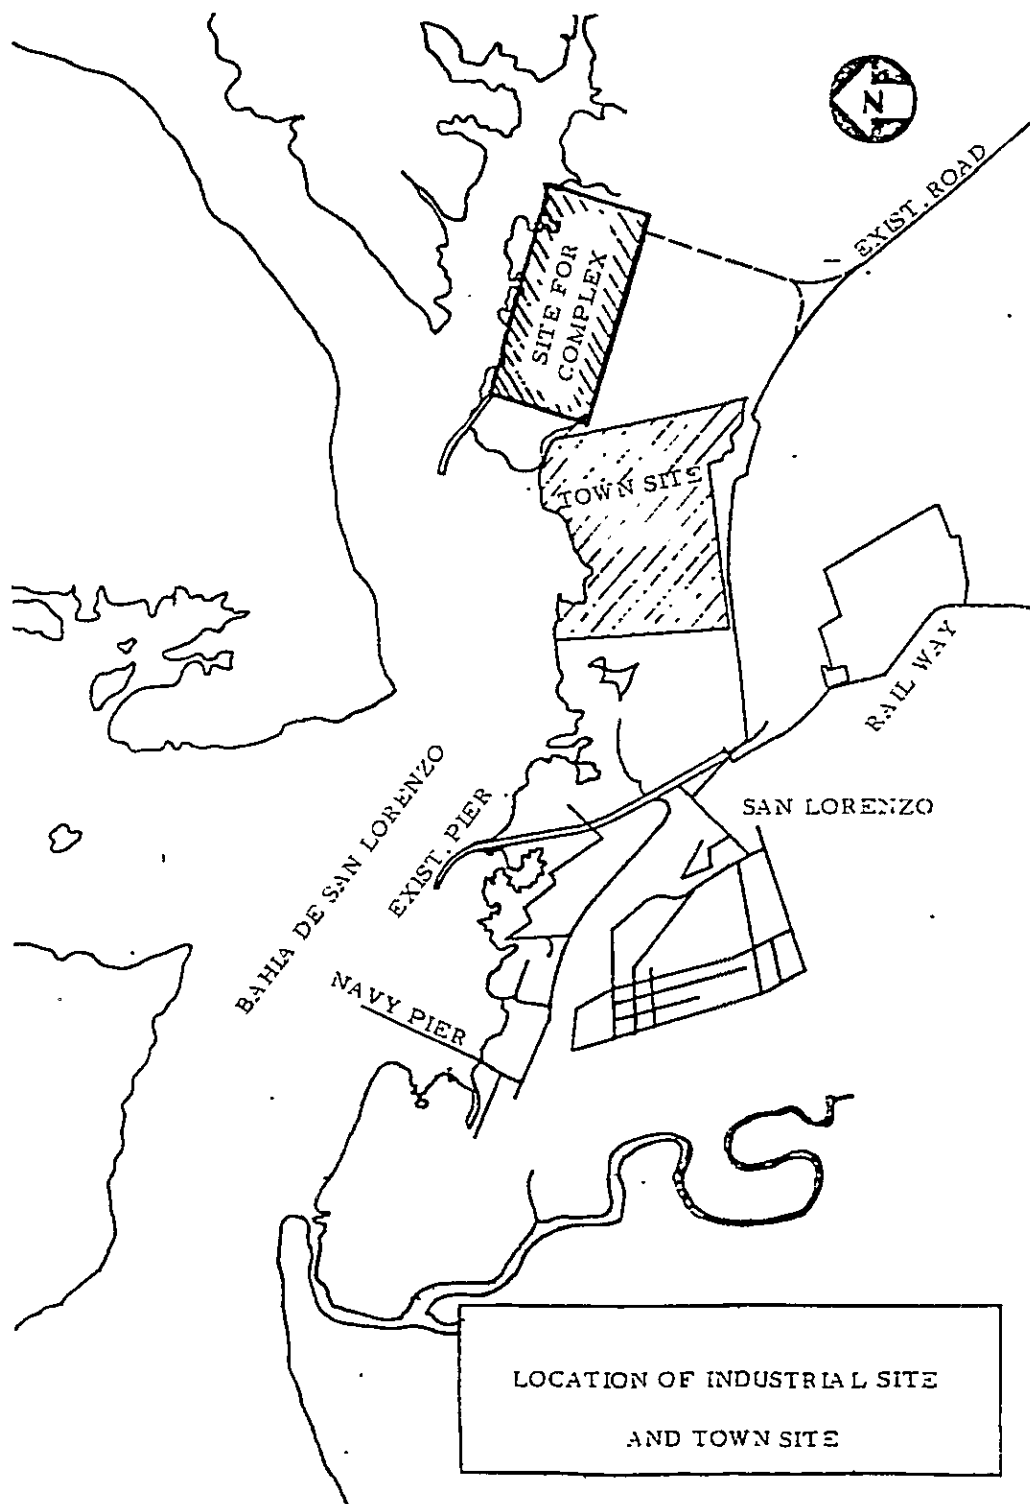 N
EXIST. ROAD
SITE FOR
COMPLEX
TOWN SITE
RAIL WAY
SAN LORENZO
BAHIA DE SAN LORENZO
EXIST. PIER
NAVY PIER
LOCATION OF INDUSTRIAL SITE
AND TOWN SITE